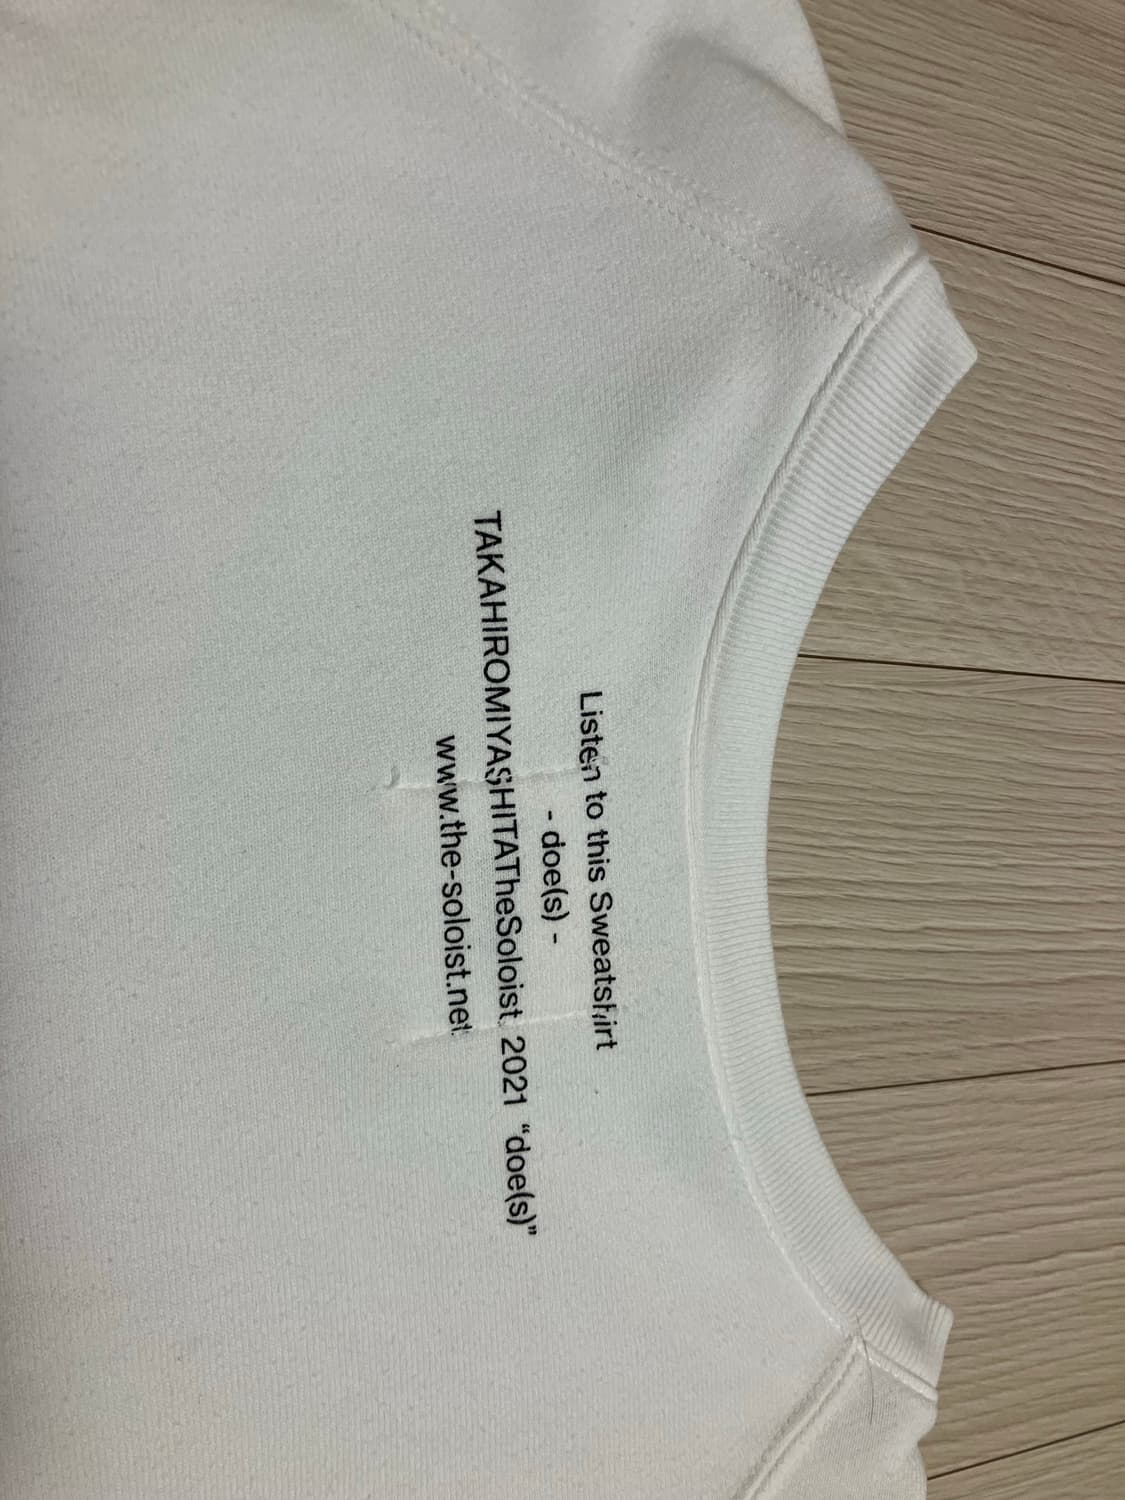 Listen to this Sweatshirt
- doe(s) -
TAKAHIROMIYASHITATheSoloist. 2021 “doe(s)”
www.the-soloist.net